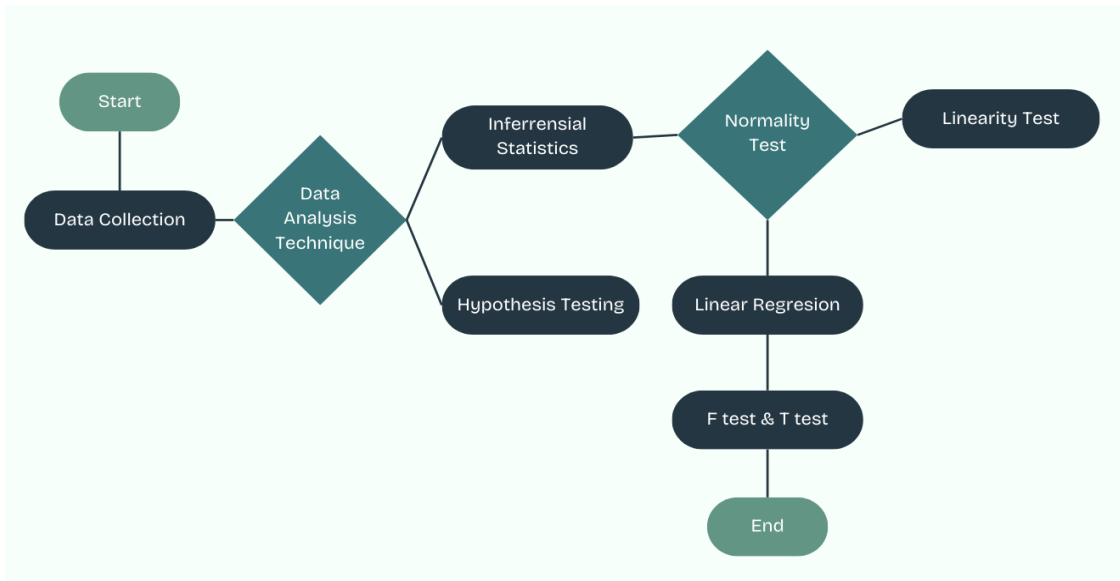 Start
Data Collection
Data
Analysis
Technique
Inferrensial
Statistics
Hypothesis Testing
Normality
Test
Linearity Test
Linear Regresion
F test & T test
End